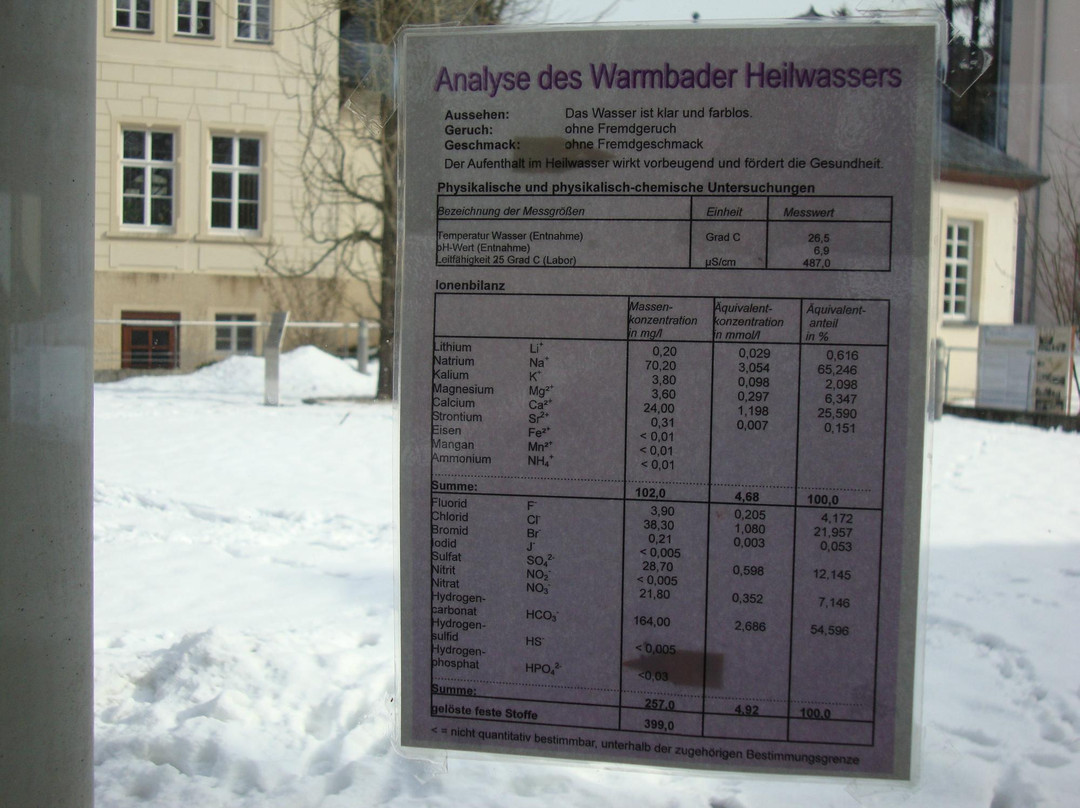 Analyse des Warmbader Heilwassers
Aussehen: Das Wasser ist klar und farblos.
Geruch: ohne Fremdgeruch
Geschmack: ohne Fremdgeschmack
Der Aufenthalt im Heilwasser wirkt vorbeugend und fördert die Gesundheit.
Physikalische und physikalisch-chemische Untersuchungen
Bezeichnung der Messgrößen Einheit Messwert
Temperatur Wasser (Entnahme) Grad C 26,5
pH-Wert (Entnahme) 6,9
Leitfähigkeit 25 Grad C (Labor) µS/cm 487,0
Ionenbilanz
Massen- Äquivalent- Äquivalent-
konzentration konzentration anteil
in mg/l in mmol/l in %
Lithium Li⁺ 0,20 0,029 0,616
Natrium Na⁺ 70,20 3,054 65,246
Kalium K⁺ 3,80 0,098 2,098
Magnesium Mg²⁺ 3,60 0,297 6,347
Calcium Ca²⁺ 24,00 1,198 25,590
Strontium Sr²⁺ 0,31 0,007 0,151
Eisen Fe²⁺ < 0,01
Mangan Mn²⁺ < 0,01
Ammonium NH₄⁺ < 0,01
Summe: 102,0 4,68 100,0
Fluorid F⁻ 3,90 0,205 4,172
Chlorid Cl⁻ 38,30 1,080 21,957
Bromid Br⁻ 0,21 0,003 0,053
Iodid J⁻ < 0,005
Sulfat SO₄²⁻ 28,70 0,598 12,145
Nitrit NO₂⁻ < 0,005
Nitrat NO₃⁻ 21,80 0,352 7,146
Hydrogen-
carbonat HCO₃⁻ 164,00 2,686 54,596
Hydrogen-
sulfid HS⁻ < 0,005
Hydrogen-
phosphat HPO₄²⁻ <0,03
Summe: 257,0 4,92 100,0
gelöste feste Stoffe 399,0
< = nicht quantitativ bestimmbar, unterhalb der zugehörigen Bestimmungsgrenze